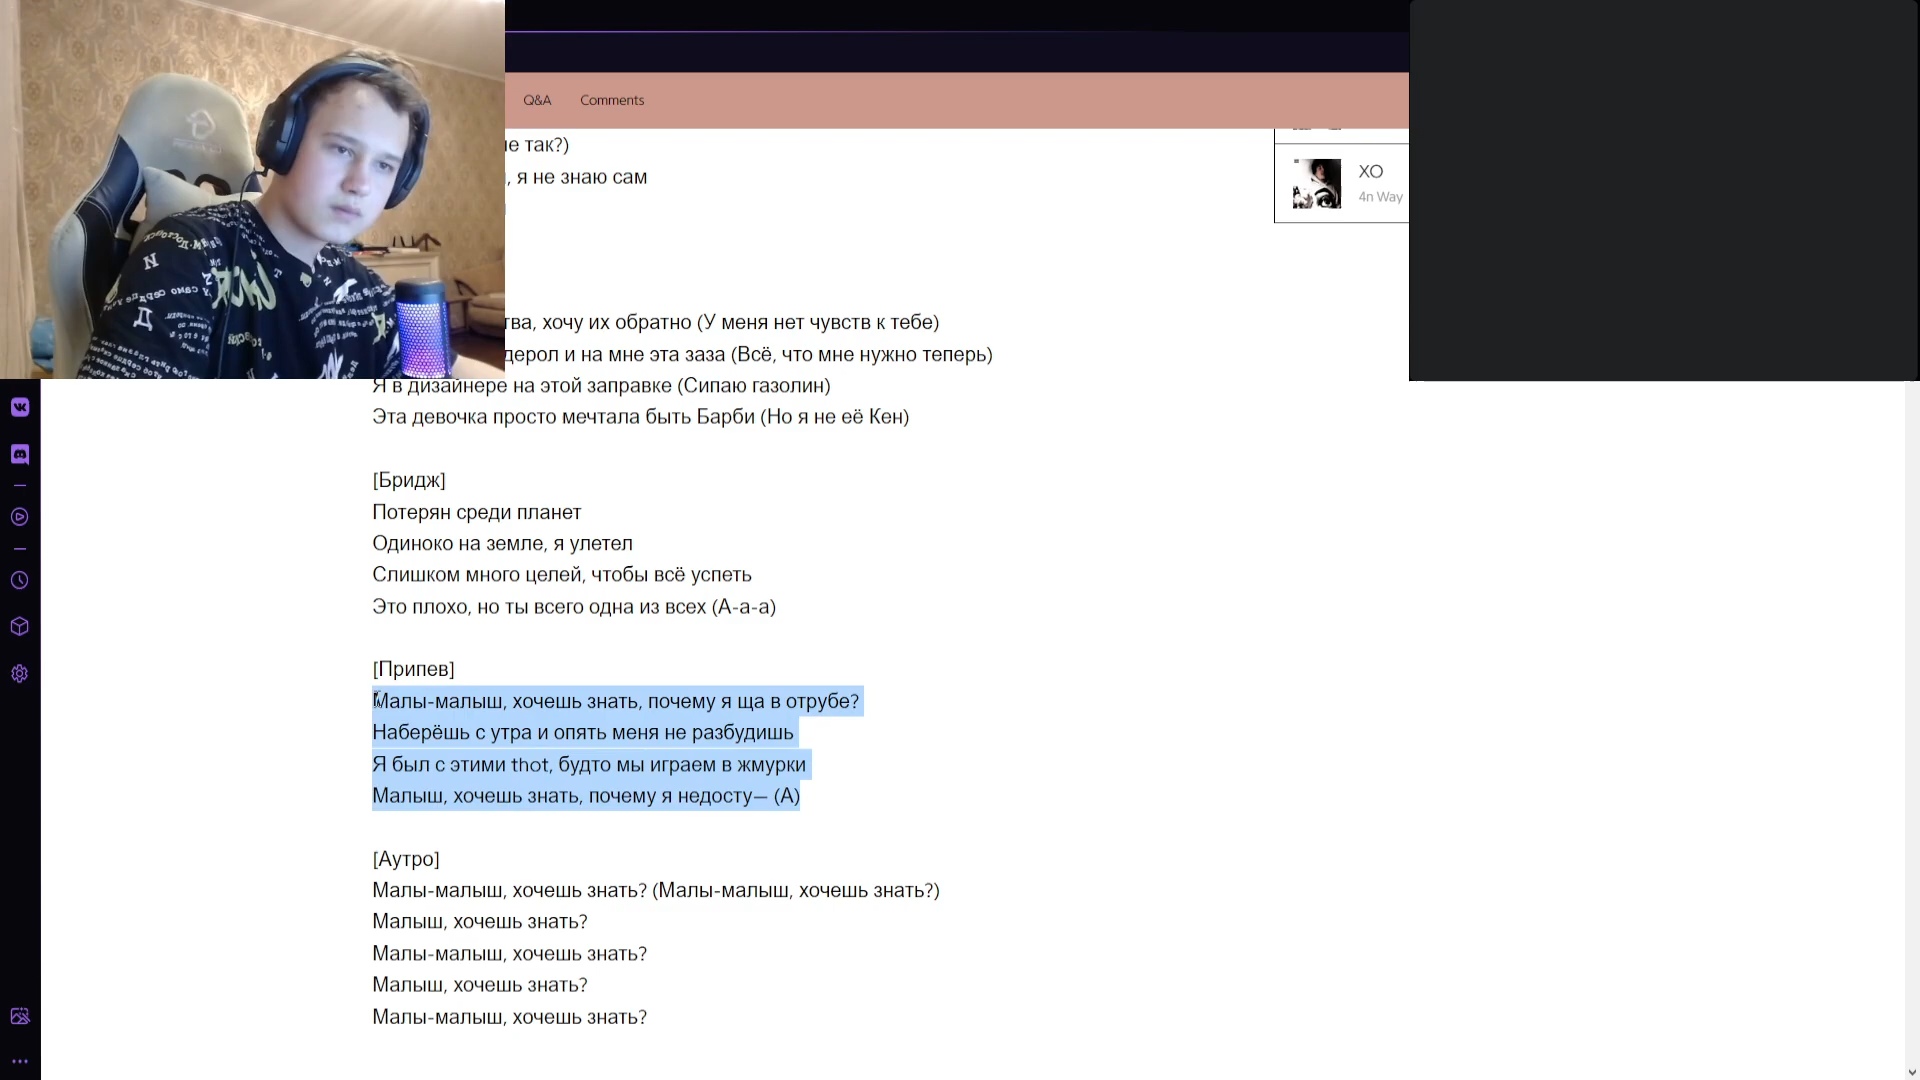 Q&A Comments
не так?)
, я не знаю сам
XO
4n Way
тва, хочу их обратно (У меня нет чувств к тебе)
дерол и на мне эта заза (Всё, что мне нужно теперь)
Я в дизайнере на этой заправке (Сипаю газолин)
Эта девочка просто мечтала быть Барби (Но я не её Кен)
[Бридж]
Потерян среди планет
Одиноко на земле, я улетел
Слишком много целей, чтобы всё успеть
Это плохо, но ты всего одна из всех (А-а-а)
[Припев]
Малы-малыш, хочешь знать, почему я ща в отрубе?
Наберёшь с утра и опять меня не разбудишь
Я был с этими thot, будто мы играем в жмурки
Малыш, хочешь знать, почему я недосту— (А)
[Аутро]
Малы-малыш, хочешь знать? (Малы-малыш, хочешь знать?)
Малыш, хочешь знать?
Малы-малыш, хочешь знать?
Малыш, хочешь знать?
Малы-малыш, хочешь знать?